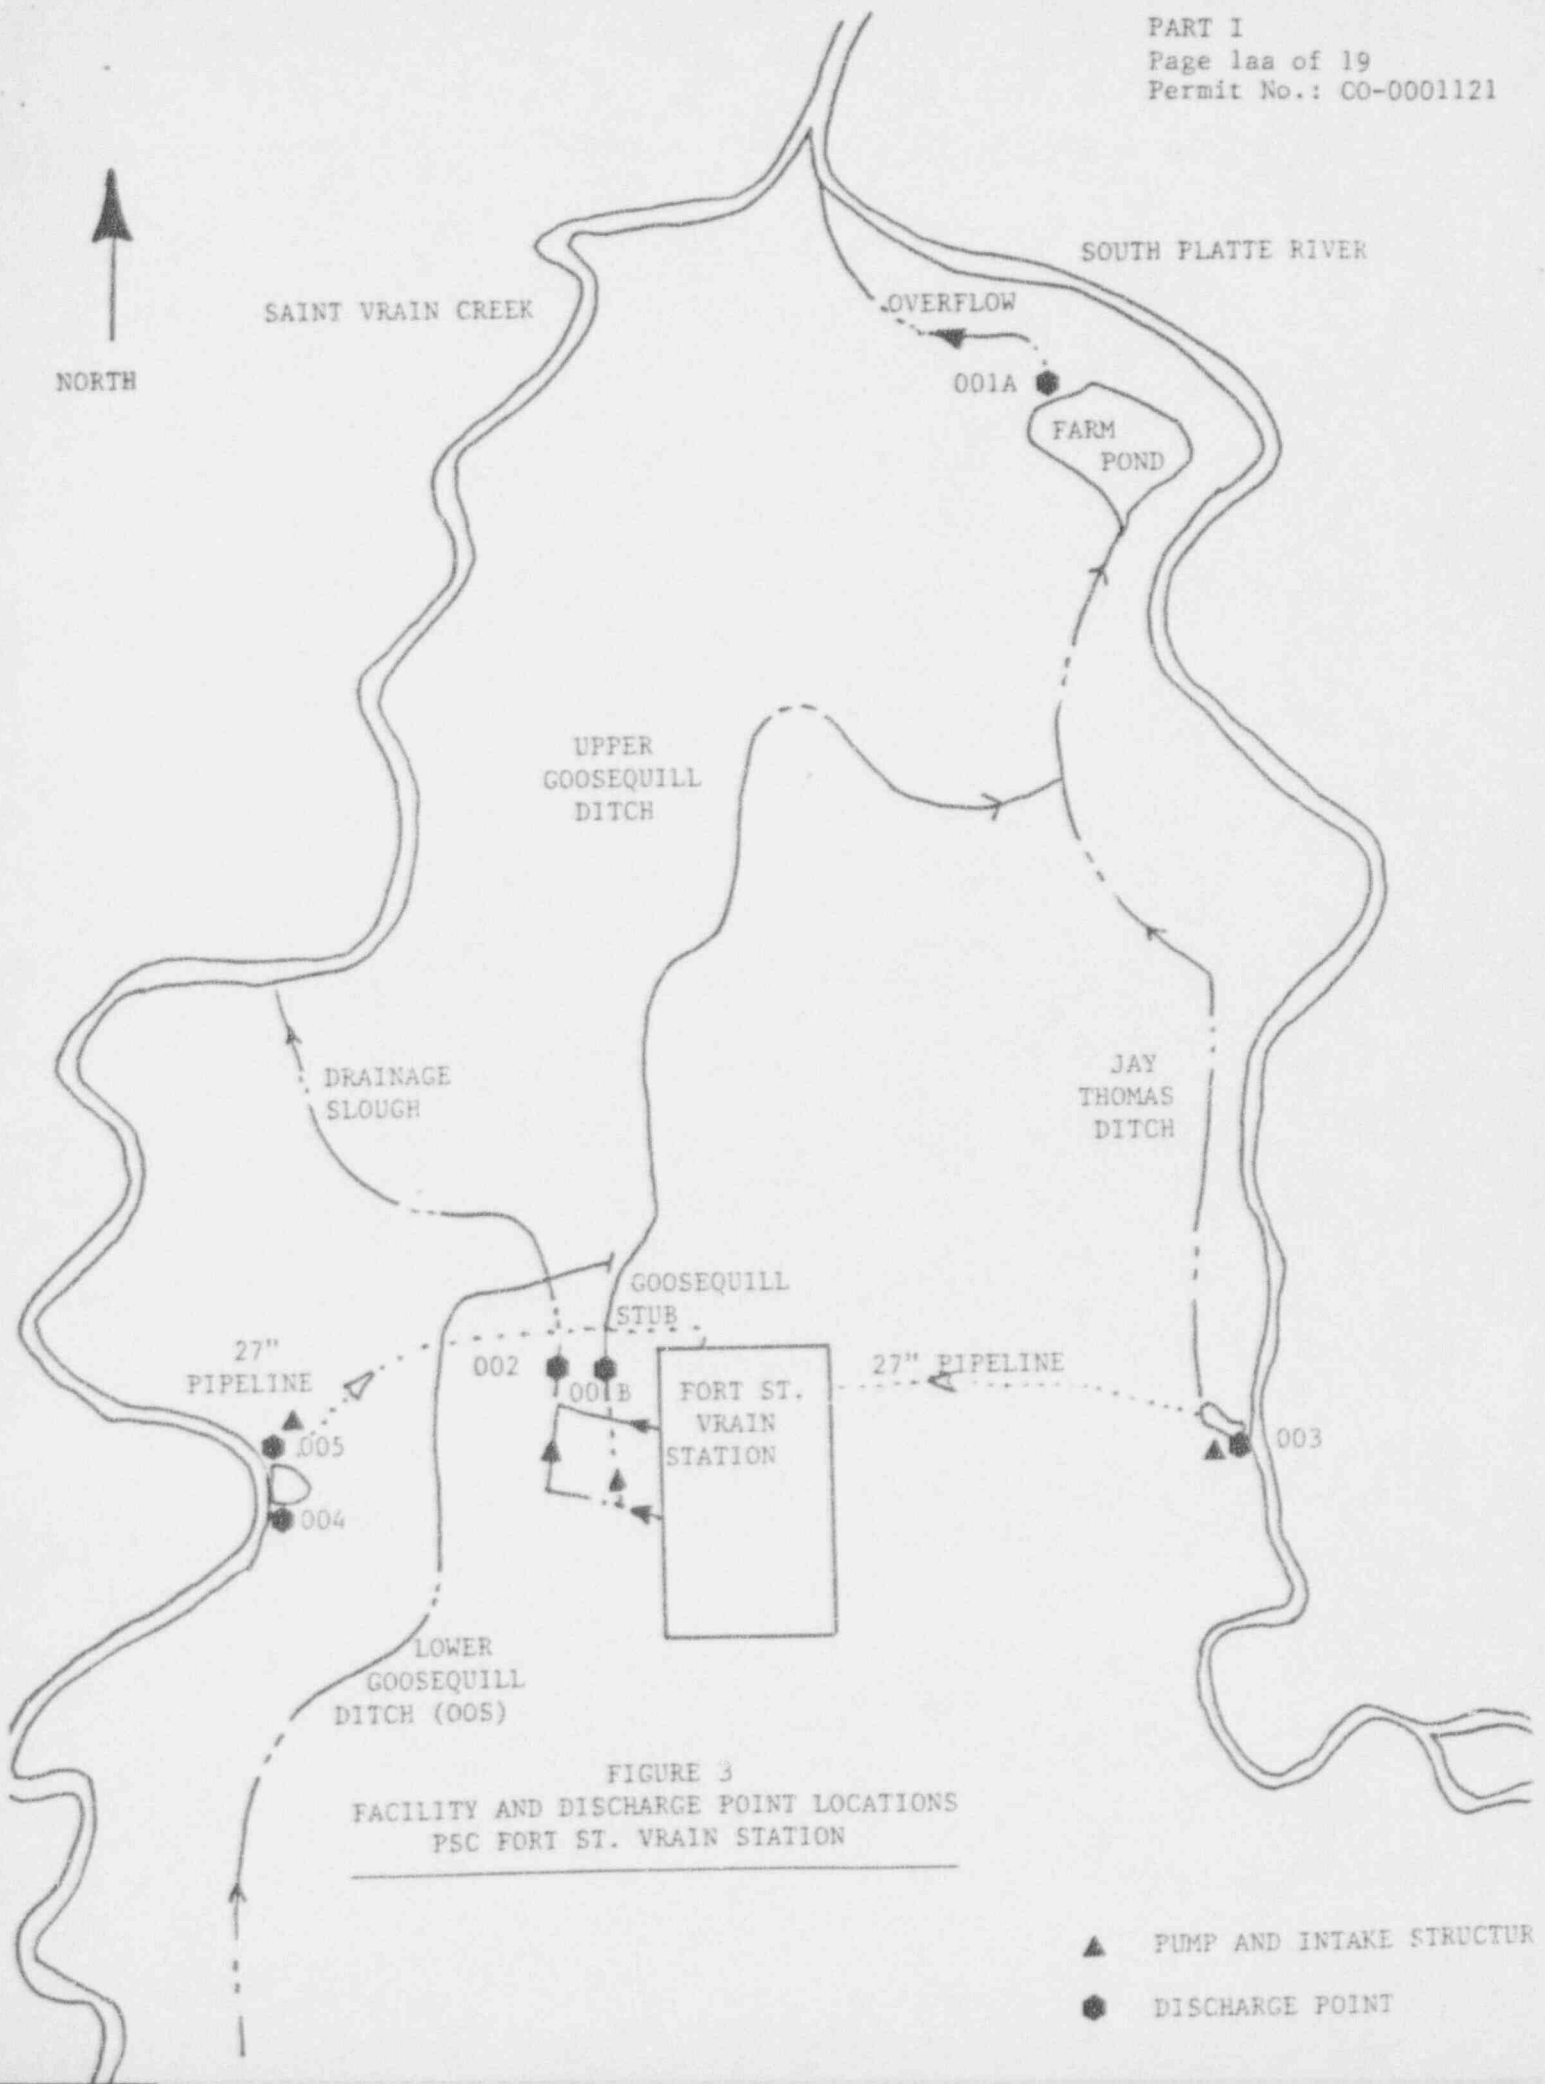 PART I
Page 1aa of 19
Permit No.: CO-0001121
SOUTH PLATTE RIVER
SAINT VRAIN CREEK
OVERFLOW
NORTH
001A
FARM
POND
UPPER
GOOSEQUILL
DITCH
DRAINAGE
SLOUGH
JAY
THOMAS
DITCH
GOOSEQUILL
STUB
27"
PIPELINE
002
001B
27" PIPELINE
FORT ST.
VRAIN
STATION
005
003
004
LOWER
GOOSEQUILL
DITCH (OOS)
FIGURE 3
FACILITY AND DISCHARGE POINT LOCATIONS
PSC FORT ST. VRAIN STATION
PUMP AND INTAKE STRUCTUR
DISCHARGE POINT